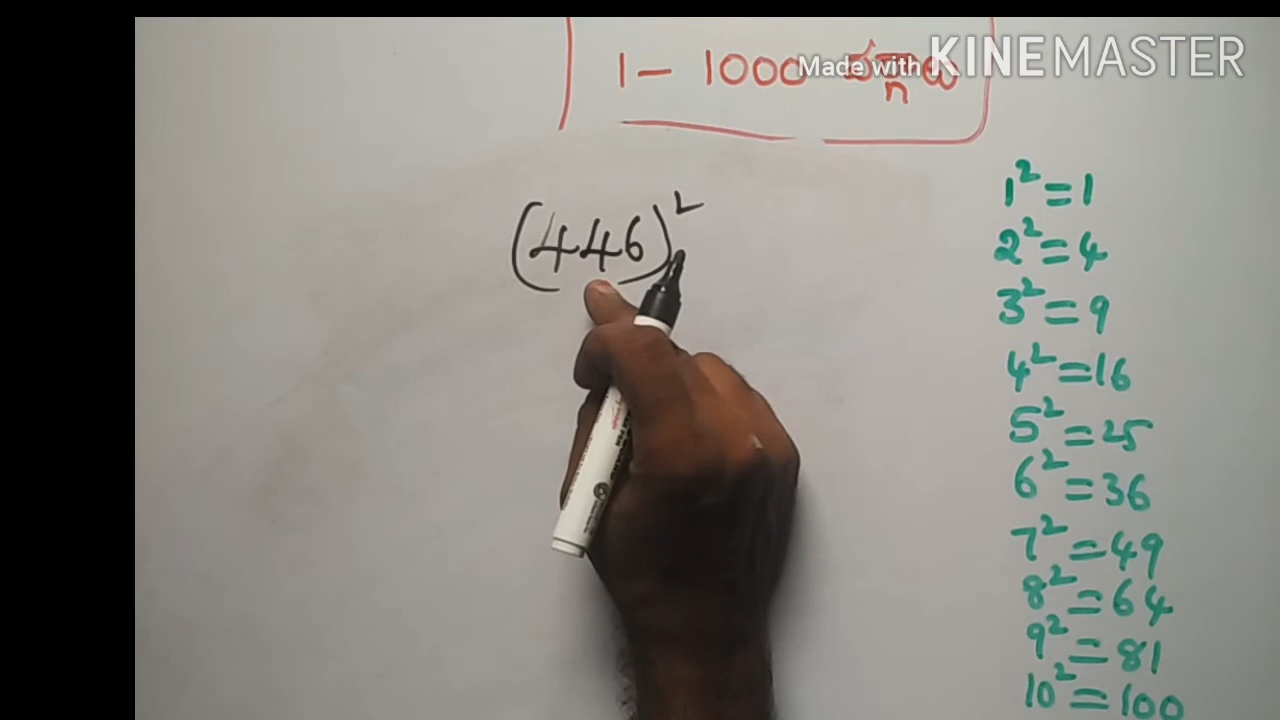 1 - 1000
Made with KINEMASTER
(446)²
1² = 1
2² = 4
3² = 9
4² = 16
5² = 25
6² = 36
7² = 49
8² = 64
9² = 81
10² = 100